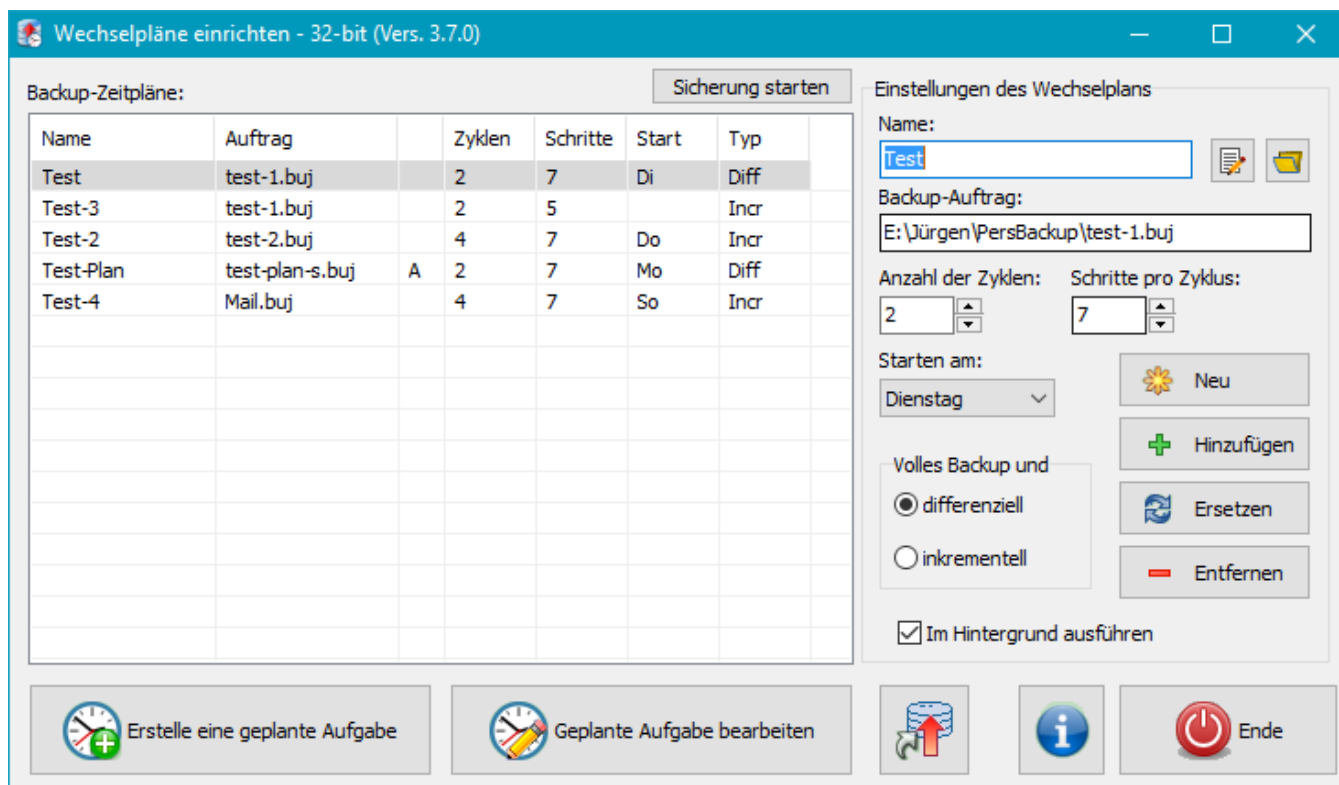 Wechselpläne einrichten - 32-bit (Vers. 3.7.0)
Backup-Zeitpläne:
Sicherung starten
Name Auftrag Zyklen Schritte Start Typ
Test test-1.buj 2 7 Di Diff
Test-3 test-1.buj 2 5 Incr
Test-2 test-2.buj 4 7 Do Incr
Test-Plan test-plan-s.buj A 2 7 Mo Diff
Test-4 Mail.buj 4 7 So Incr
Einstellungen des Wechselplans
Name:
Test
Backup-Auftrag:
E:\Jürgen\PersBackup\test-1.buj
Anzahl der Zyklen: Schritte pro Zyklus:
2 7
Starten am:
Dienstag
Neu
Hinzufügen
Volles Backup und
differenziell
Ersetzen
inkrementell
Entfernen
Im Hintergrund ausführen
Erstelle eine geplante Aufgabe
Geplante Aufgabe bearbeiten
Ende